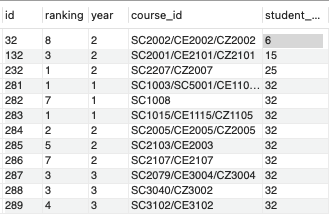 id ranking year course_id student_...
32 8 2 SC2002/CE2002/CZ2002 6
132 3 2 SC2001/CE2101/CZ2101 15
232 1 2 SC2207/CZ2007 25
281 1 1 SC1003/SC5001/CE110... 32
282 7 1 SC1008 32
283 1 1 SC1015/CE1115/CZ1105 32
284 2 2 SC2005/CE2005/CZ2005 32
285 5 2 SC2103/CE2003 32
286 7 2 SC2107/CE2107 32
287 3 3 SC2079/CE3004/CZ3004 32
288 3 3 SC3040/CZ3002 32
289 4 3 SC3102/CE3102 32